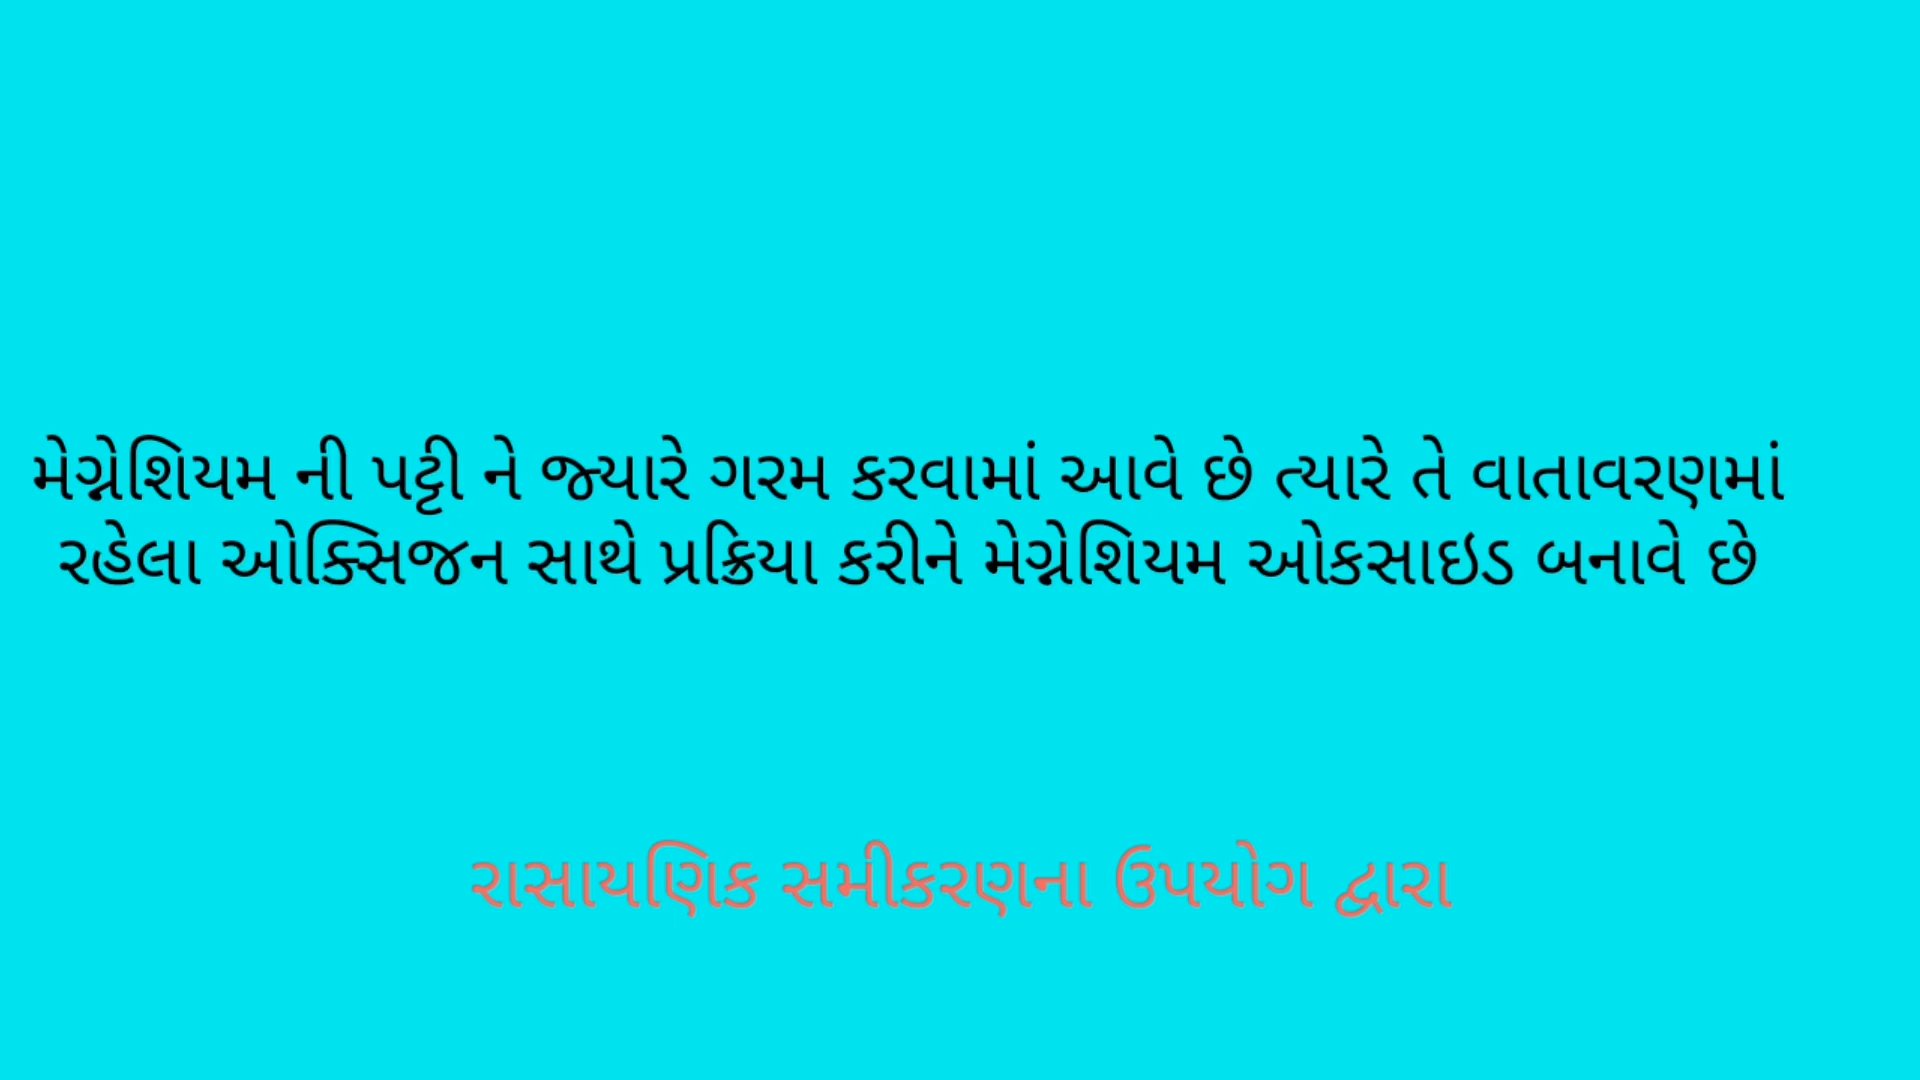 મેગ્નેશિયમ ની પટ્ટી ને જ્યારે ગરમ કરવામાં આવે છે ત્યારે તે વાતાવરણમાં
રહેલા ઓક્સિજન સાથે પ્રક્રિયા કરીને મેગ્નેશિયમ ઓકસાઇડ બનાવે છે
રાસાયણિક સમીકરણના ઉપયોગ દ્વારા